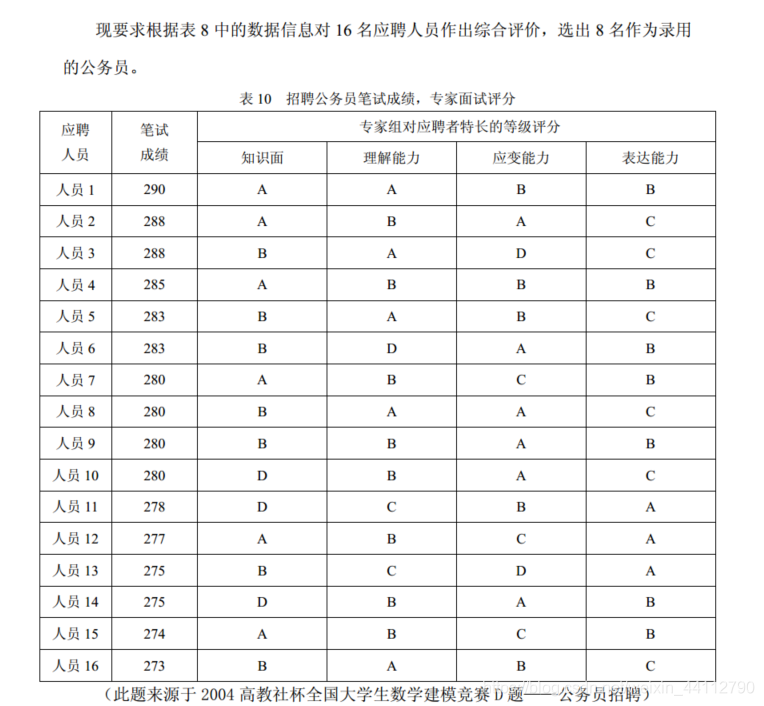 现要求根据表 8 中的数据信息对 16 名应聘人员作出综合评价，选出 8 名作为录用
的公务员。
表 10 招聘公务员笔试成绩，专家面试评分
应聘人员 笔试成绩 专家组对应聘者特长的等级评分
知识面 理解能力 应变能力 表达能力
人员 1 290 A A B B
人员 2 288 A B A C
人员 3 288 B A D C
人员 4 285 A B B B
人员 5 283 B A B C
人员 6 283 B D A B
人员 7 280 A B C B
人员 8 280 B A A C
人员 9 280 B B A B
人员 10 280 D B A C
人员 11 278 D C B A
人员 12 277 A B C A
人员 13 275 B C D A
人员 14 275 D B A B
人员 15 274 A B C B
人员 16 273 B A B C
（此题来源于 2004 高教社杯全国大学生数学建模竞赛 D 题——公务员招聘）